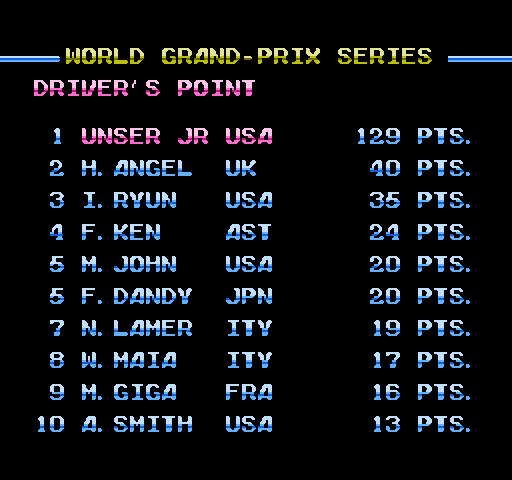 WORLD GRAND-PRIX SERIES
DRIVER'S POINT
1 UNSER JR USA 129 PTS.
2 H. ANGEL UK 40 PTS.
3 I. RYUN USA 35 PTS.
4 F. KEN AST 24 PTS.
5 M. JOHN USA 20 PTS.
5 F. DANDY JPN 20 PTS.
7 N. LAMER ITY 19 PTS.
8 W. MAIA ITY 17 PTS.
9 M. GIGA FRA 16 PTS.
10 A. SMITH USA 13 PTS.